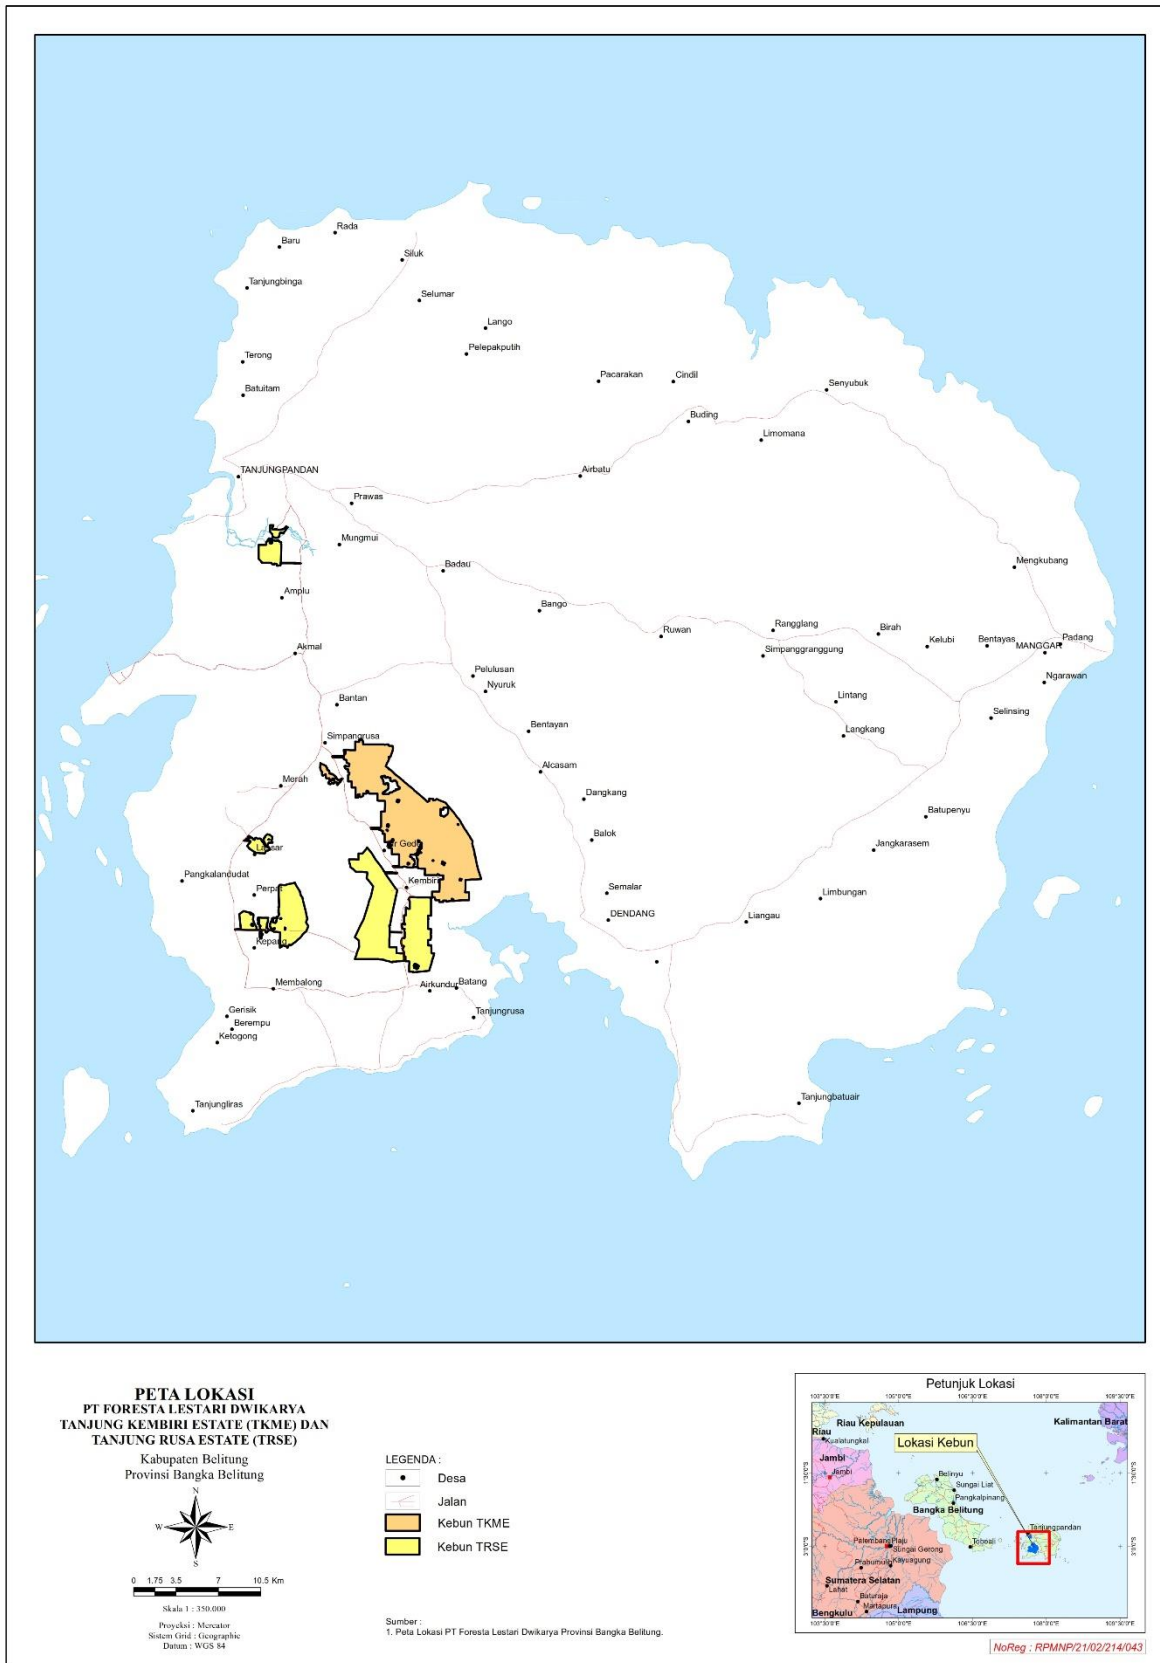 Rada
Baru
Siluk
Tanjungbinga
Selumar
Lango
Pelepakputih
Terong
Pacarakan
Cindil
Senyubuk
Batuitam
Buding
Limomana
TANJUNGPANDAN
Airbatu
Prawas
Mungmui
Badau
Mengkubang
Amplu
Bango
Ruwan
Rangglang
Birah
Kelubi
Bentayas
Padang
MANGGAR
Akmal
Simpanggranggung
Pelulusan
Nyuruk
Ngarawan
Bantan
Lintang
Selinsing
Bentayan
Langkang
Simpangrusa
Alcasam
Merah
Dangkang
Batupenyu
Balok
Jangkarasem
Pangkalandudat
Kembiri
Perpat
Semalar
Limbungan
DENDANG
Liangau
Kepang
Membalong
Airkundur
Batang
Gerisik
Berempu
Ketogong
Tanjungrusa
Tanjungliras
Tanjungbatuair
PETA LOKASI
PT FORESTA LESTARI DWIKARYA
TANJUNG KEMBIRI ESTATE (TKME) DAN
TANJUNG RUSA ESTATE (TRSE)
Kabupaten Belitung
Provinsi Bangka Belitung
N
W
E
S
0 1.75 3.5 7 10.5 Km
Skala 1 : 350.000
Proyeksi : Mercator
Sistem Grid : Geographic
Datum : WGS 84
LEGENDA :
Desa
Jalan
Kebun TKME
Kebun TRSE
Sumber :
1. Peta Lokasi PT Foresta Lestari Dwikarya Provinsi Bangka Belitung.
Petunjuk Lokasi
Riau Kepulauan
Riau
Kualatungkal
Kalimantan Barat
Lokasi Kebun
Jambi
Jambi
Belinyu
Sungai Liat
Pangkalpinang
Bangka Belitung
Tanjungpandan
Toboali
Palembang
Plaju
Sungai Gerong
Prabumulih
Kayuagung
Sumatera Selatan
Lahat
Baturaja
Martapura
Bengkulu
Lampung
NoReg : RPMNP/21/02/214/043